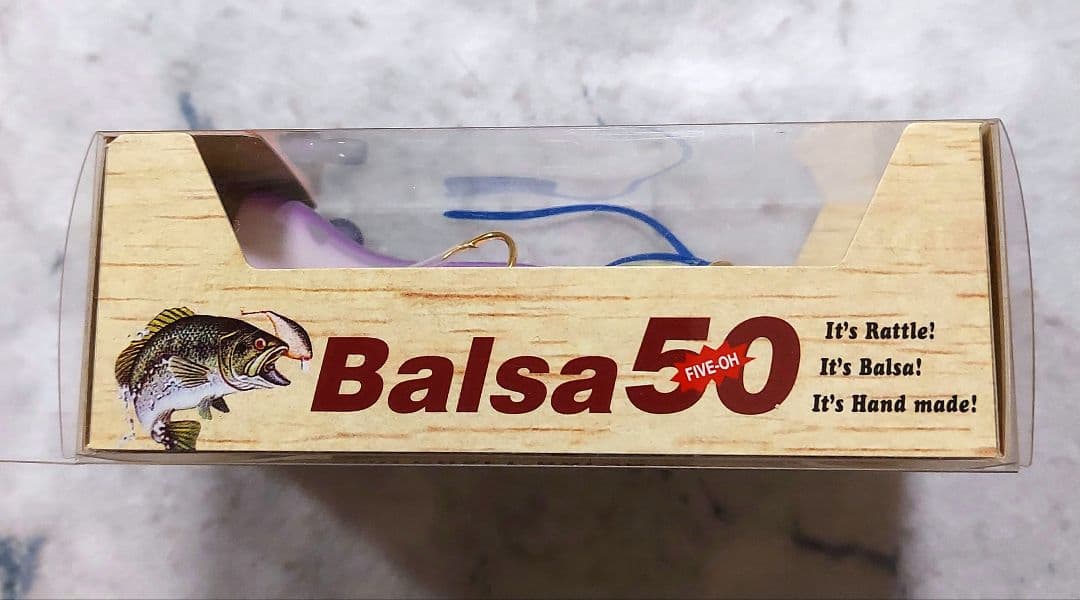 Balsa50
FIVE-OH
It's Rattle!
It's Balsa!
It's Hand made!